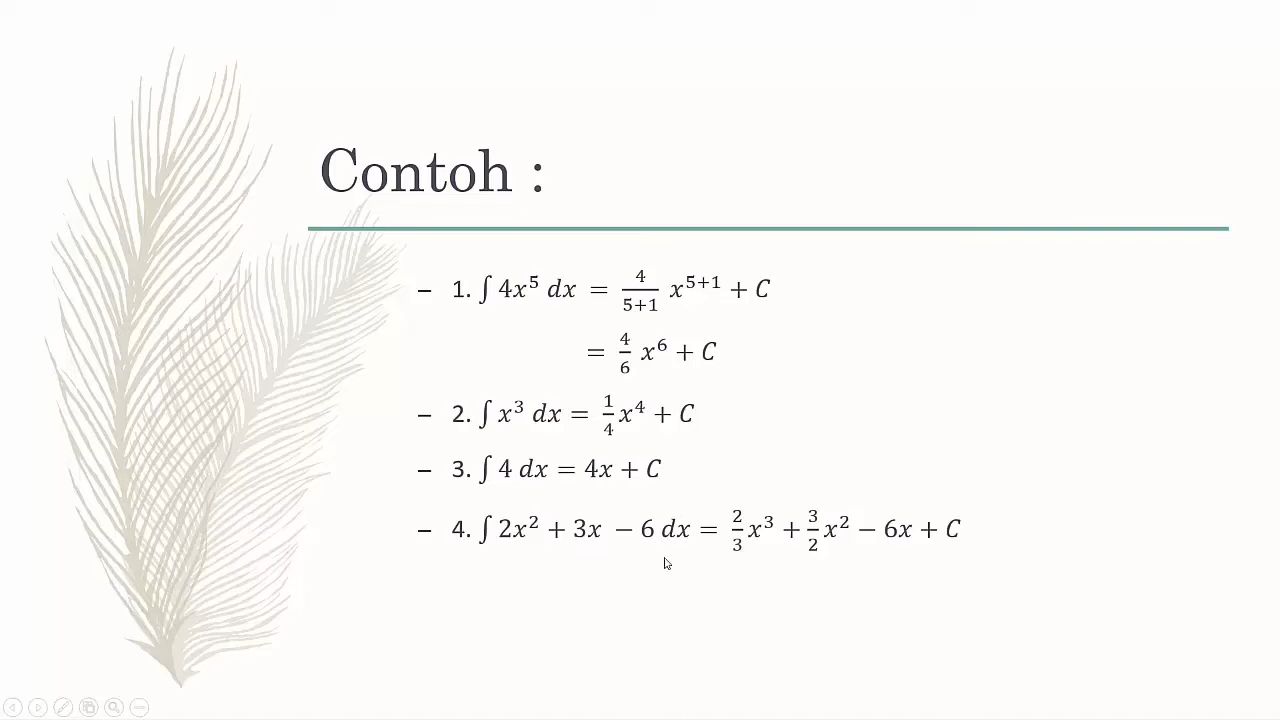 Contoh :
– 1. ∫ 4x⁵ dx = 4/(5+1) x⁵⁺¹ + C
= 4/6 x⁶ + C
– 2. ∫ x³ dx = 1/4 x⁴ + C
– 3. ∫ 4 dx = 4x + C
– 4. ∫ 2x² + 3x − 6 dx = 2/3 x³ + 3/2 x² − 6x + C